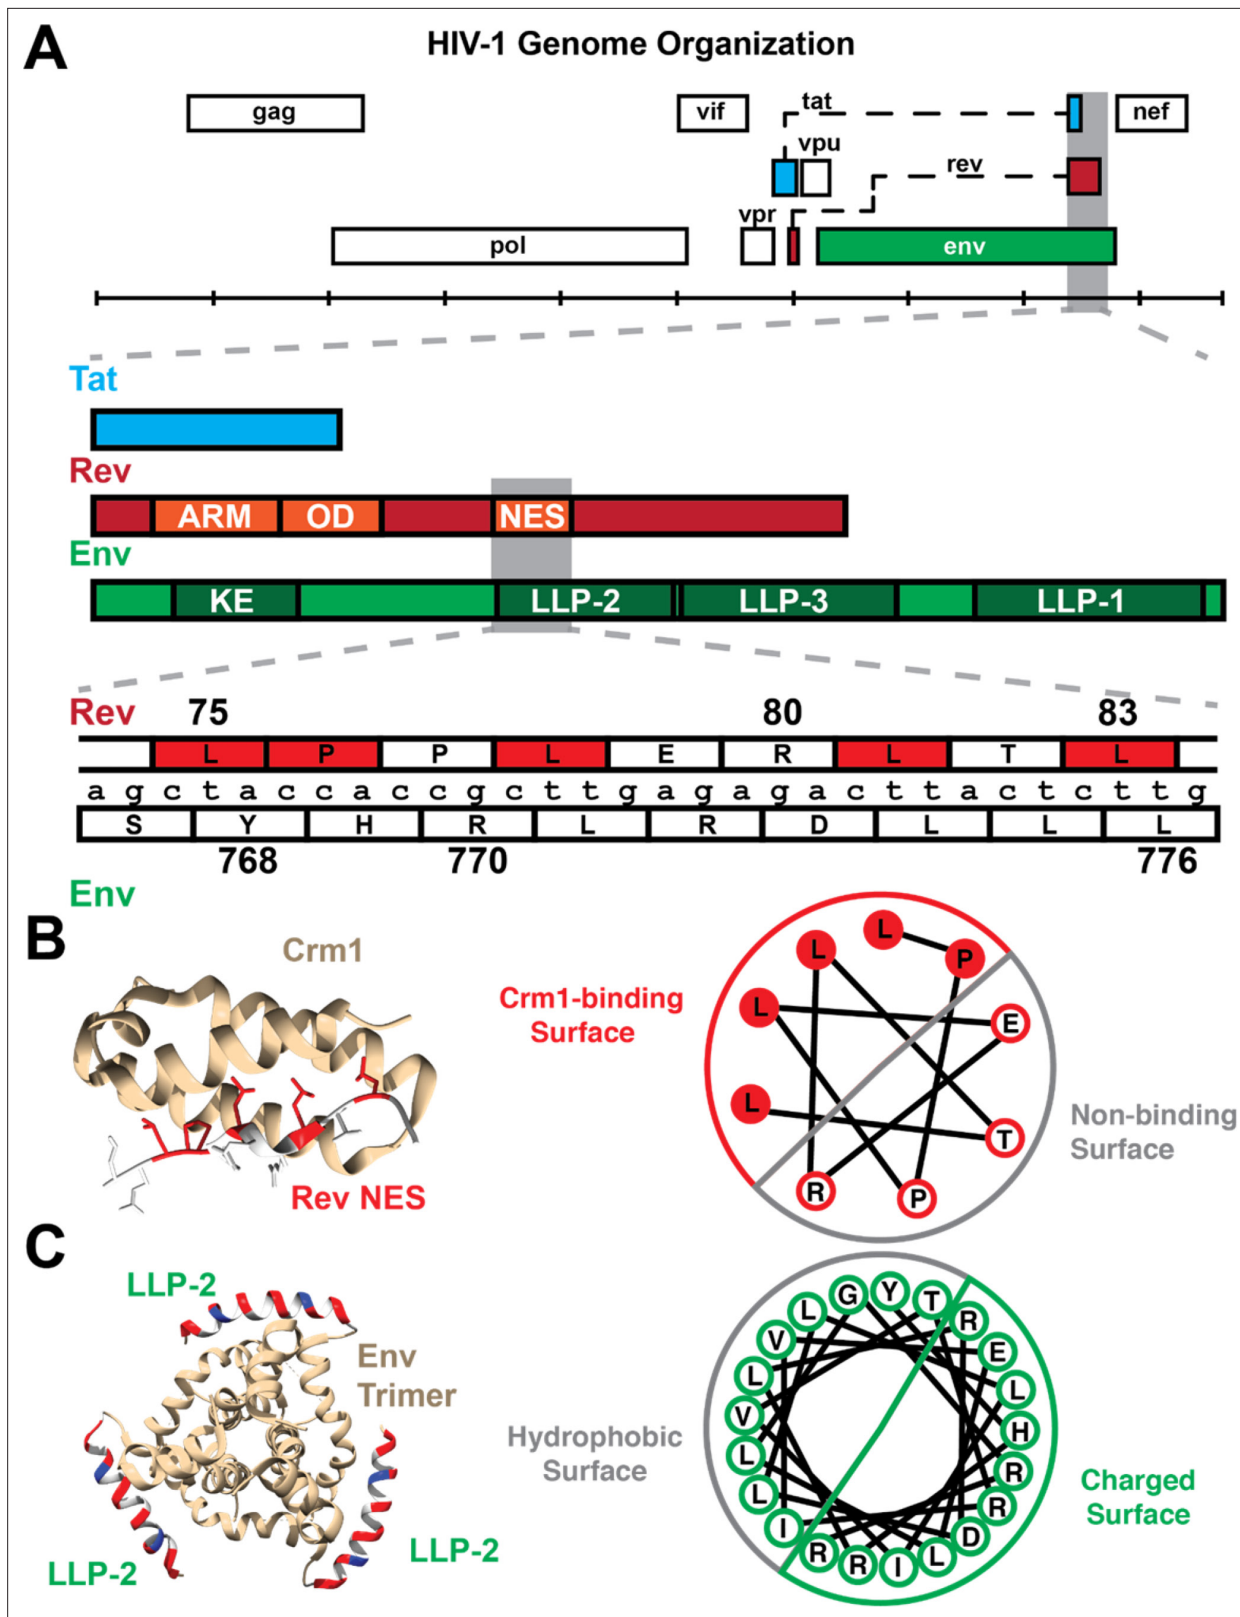 A
HIV-1 Genome Organization
gag
vif
tat
nef
vpu
rev
vpr
pol
env
Tat
Rev
ARM OD NES
Env
KE LLP-2 LLP-3 LLP-1
Rev 75 80 83
L P P L E R L T L
a g c t a c c a c c g c t t g a g a g a c t t a c t c t t g
S Y H R L R D L L L
768 770 776
Env
B
Crm1
Rev NES
Crm1-binding
Surface
Non-binding
Surface
L
P
L
L
E
L
T
R
P
C
LLP-2
Env
Trimer
LLP-2
LLP-2
Hydrophobic
Surface
Charged
Surface
G
Y
T
R
E
L
H
R
R
D
L
I
R
R
I
L
L
V
L
V
L